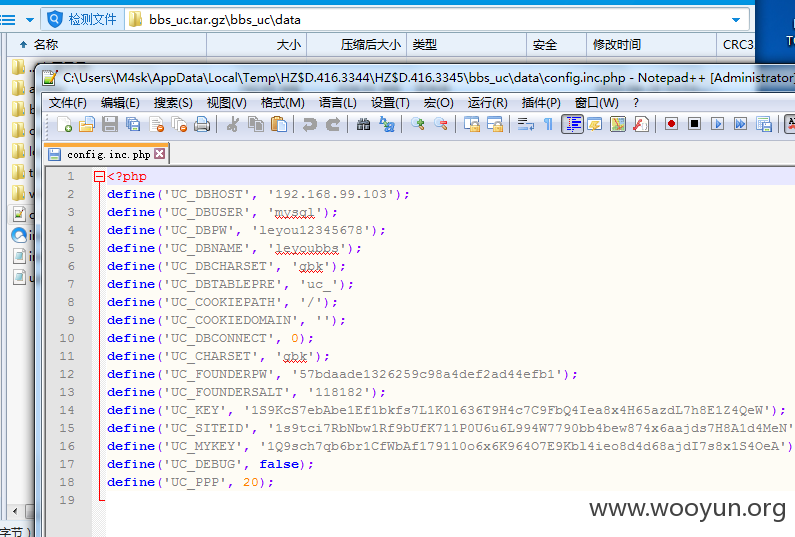 检测文件 bbs_uc.tar.gz\bbs_uc\data
名称 大小 压缩后大小 类型 安全 修改时间 CRC3
C:\Users\M4sk\AppData\Local\Temp\HZ$D.416.3344\HZ$D.416.3345\bbs_uc\data\config.inc.php - Notepad++ [Administrator]
文件(F) 编辑(E) 搜索(S) 视图(V) 格式(M) 语言(L) 设置(T) 宏(O) 运行(R) 插件(P) 窗口(W) ?
config.inc.php
1 <?php
2 define('UC_DBHOST', '192.168.99.103');
3 define('UC_DBUSER', 'mysql');
4 define('UC_DBPW', 'leyou12345678');
5 define('UC_DBNAME', 'leyoubbs');
6 define('UC_DBCHARSET', 'gbk');
7 define('UC_DBTABLEPRE', 'uc_');
8 define('UC_COOKIEPATH', '/');
9 define('UC_COOKIEDOMAIN', '');
10 define('UC_DBCONNECT', 0);
11 define('UC_CHARSET', 'gbk');
12 define('UC_FOUNDERPW', '57bdaade1326259c98a4def2ad44efb1');
13 define('UC_FOUNDERSALT', '118182');
14 define('UC_KEY', '1S9KcS7ebAbe1Ef1bkfs7L1K0l636T9H4c7C9FbQ4Iea8x4H65azdL7h8E1Z4QeW');
15 define('UC_SITEID', '1s9tci7RbNbw1Rf9bUfK711P0U6u6L994W7790bb4bew874x6aajds7H8A1d4MeN'
16 define('UC_MYKEY', '1Q9sch7qb6br1CfWbAf179110o6x6K964O7E9Kbl4ieo8d4d68ajdI7s8x1S4OeA')
17 define('UC_DEBUG', false);
18 define('UC_PPP', 20);
19
www.wooyun.org
字节)